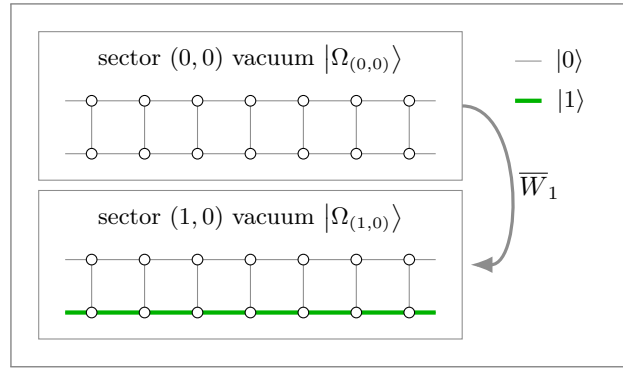 sector (0, 0) vacuum |Ω₍₀,₀₎⟩
|0⟩
|1⟩
W̅₁
sector (1, 0) vacuum |Ω₍₁,₀₎⟩